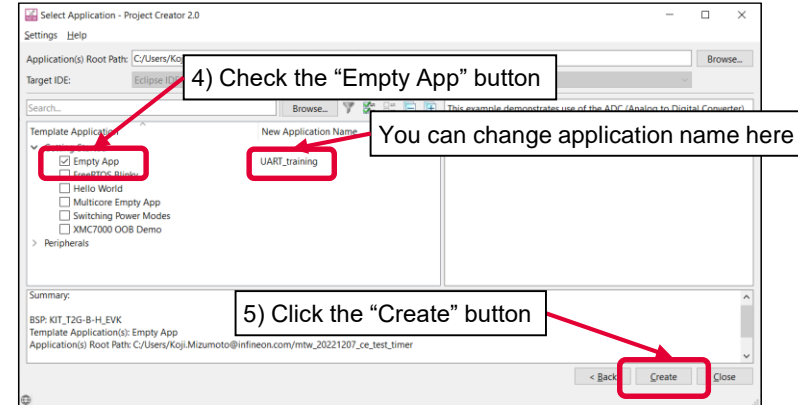 Select Application - Project Creator 2.0
Settings Help
Application(s) Root Path: C:/Users/Koj
Browse...
Target IDE: Eclipse IDE
4) Check the “Empty App” button
Search...
Browse...
This example demonstrates use of the ADC (Analog to Digital Converter)
Template Application
New Application Name
You can change application name here
Getting Started
Empty App
UART_training
FreeRTOS Blinky
Hello World
Multicore Empty App
Switching Power Modes
XMC7000 OOB Demo
Peripherals
Summary:
5) Click the “Create” button
BSP: KIT_T2G-B-H_EVK
Template Application(s): Empty App
Application(s) Root Path: C:/Users/Koji.Mizumoto@infineon.com/mtw_20221207_ce_test_timer
< Back
Create
Close